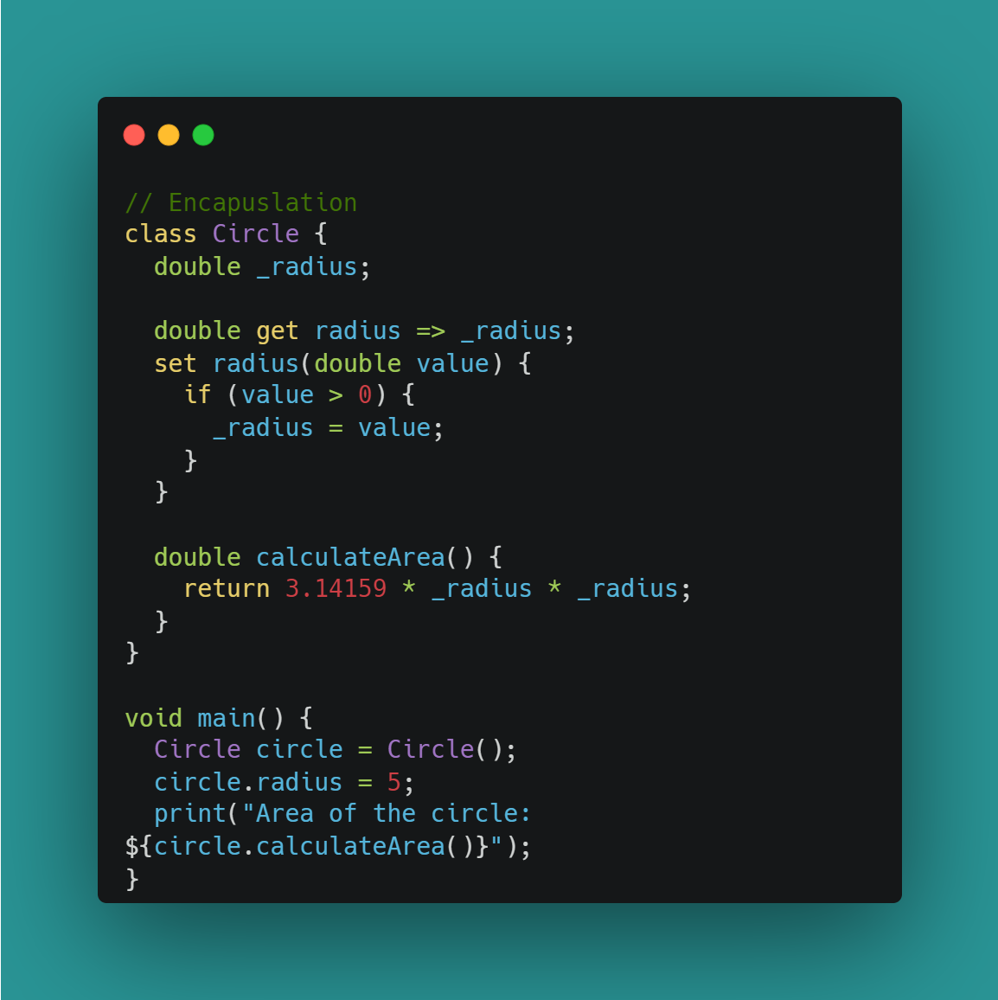 // Encapuslation
class Circle {
  double _radius;

  double get radius => _radius;
  set radius(double value) {
    if (value > 0) {
      _radius = value;
    }
  }

  double calculateArea() {
    return 3.14159 * _radius * _radius;
  }
}

void main() {
  Circle circle = Circle();
  circle.radius = 5;
  print("Area of the circle:
${circle.calculateArea()}");
}